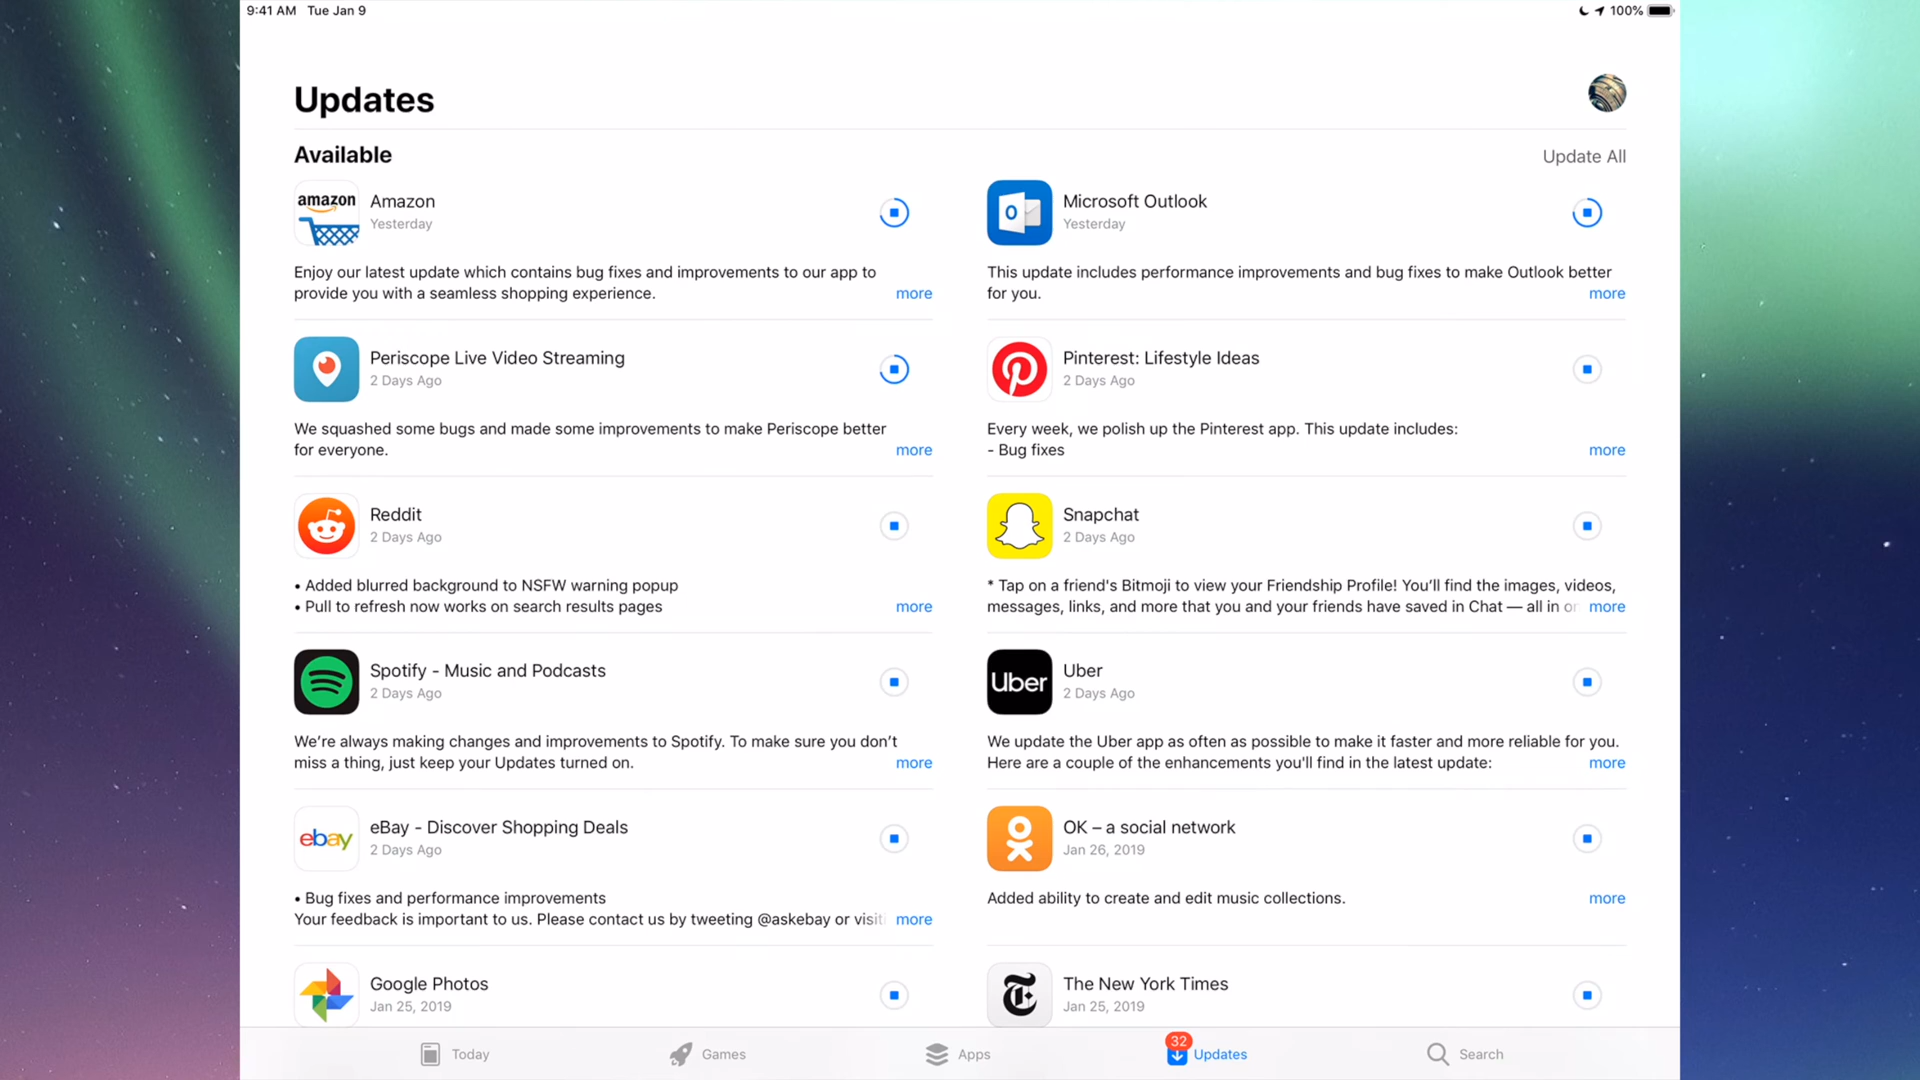 9:41 AM Tue Jan 9
100%
Updates
Available
Update All
amazon
Amazon
Yesterday
Enjoy our latest update which contains bug fixes and improvements to our app to
provide you with a seamless shopping experience.
more
Microsoft Outlook
Yesterday
This update includes performance improvements and bug fixes to make Outlook better
for you.
more
Periscope Live Video Streaming
2 Days Ago
We squashed some bugs and made some improvements to make Periscope better
for everyone.
more
Pinterest: Lifestyle Ideas
2 Days Ago
Every week, we polish up the Pinterest app. This update includes:
- Bug fixes
more
Reddit
2 Days Ago
• Added blurred background to NSFW warning popup
• Pull to refresh now works on search results pages
more
Snapchat
2 Days Ago
* Tap on a friend's Bitmoji to view your Friendship Profile! You’ll find the images, videos,
messages, links, and more that you and your friends have saved in Chat — all in
more
Spotify - Music and Podcasts
2 Days Ago
We’re always making changes and improvements to Spotify. To make sure you don’t
miss a thing, just keep your Updates turned on.
more
Uber
Uber
2 Days Ago
We update the Uber app as often as possible to make it faster and more reliable for you.
Here are a couple of the enhancements you'll find in the latest update:
more
ebay
eBay - Discover Shopping Deals
2 Days Ago
• Bug fixes and performance improvements
Your feedback is important to us. Please contact us by tweeting @askebay or
more
OK – a social network
Jan 26, 2019
Added ability to create and edit music collections.
more
Google Photos
Jan 25, 2019
The New York Times
Jan 25, 2019
Today
Games
Apps
32
Updates
Search